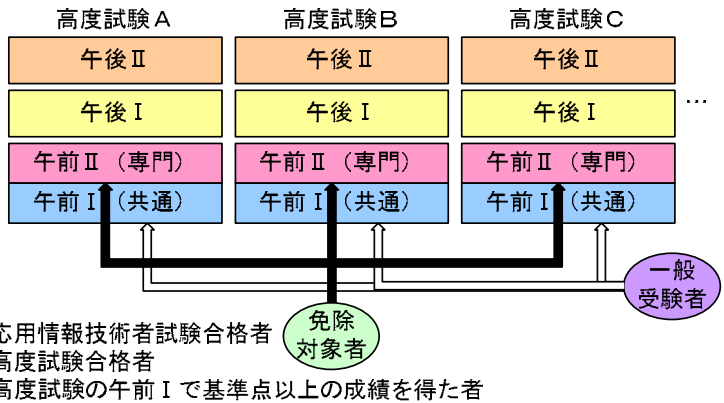 高度試験A 高度試験B 高度試験C
午後Ⅱ 午後Ⅱ 午後Ⅱ
午後Ⅰ 午後Ⅰ 午後Ⅰ
…
午前Ⅱ(専門) 午前Ⅱ(専門) 午前Ⅱ(専門)
午前Ⅰ(共通) 午前Ⅰ(共通) 午前Ⅰ(共通)
一般
受験者
免除
対象者
応用情報技術者試験合格者
高度試験合格者
高度試験の午前Ⅰで基準点以上の成績を得た者